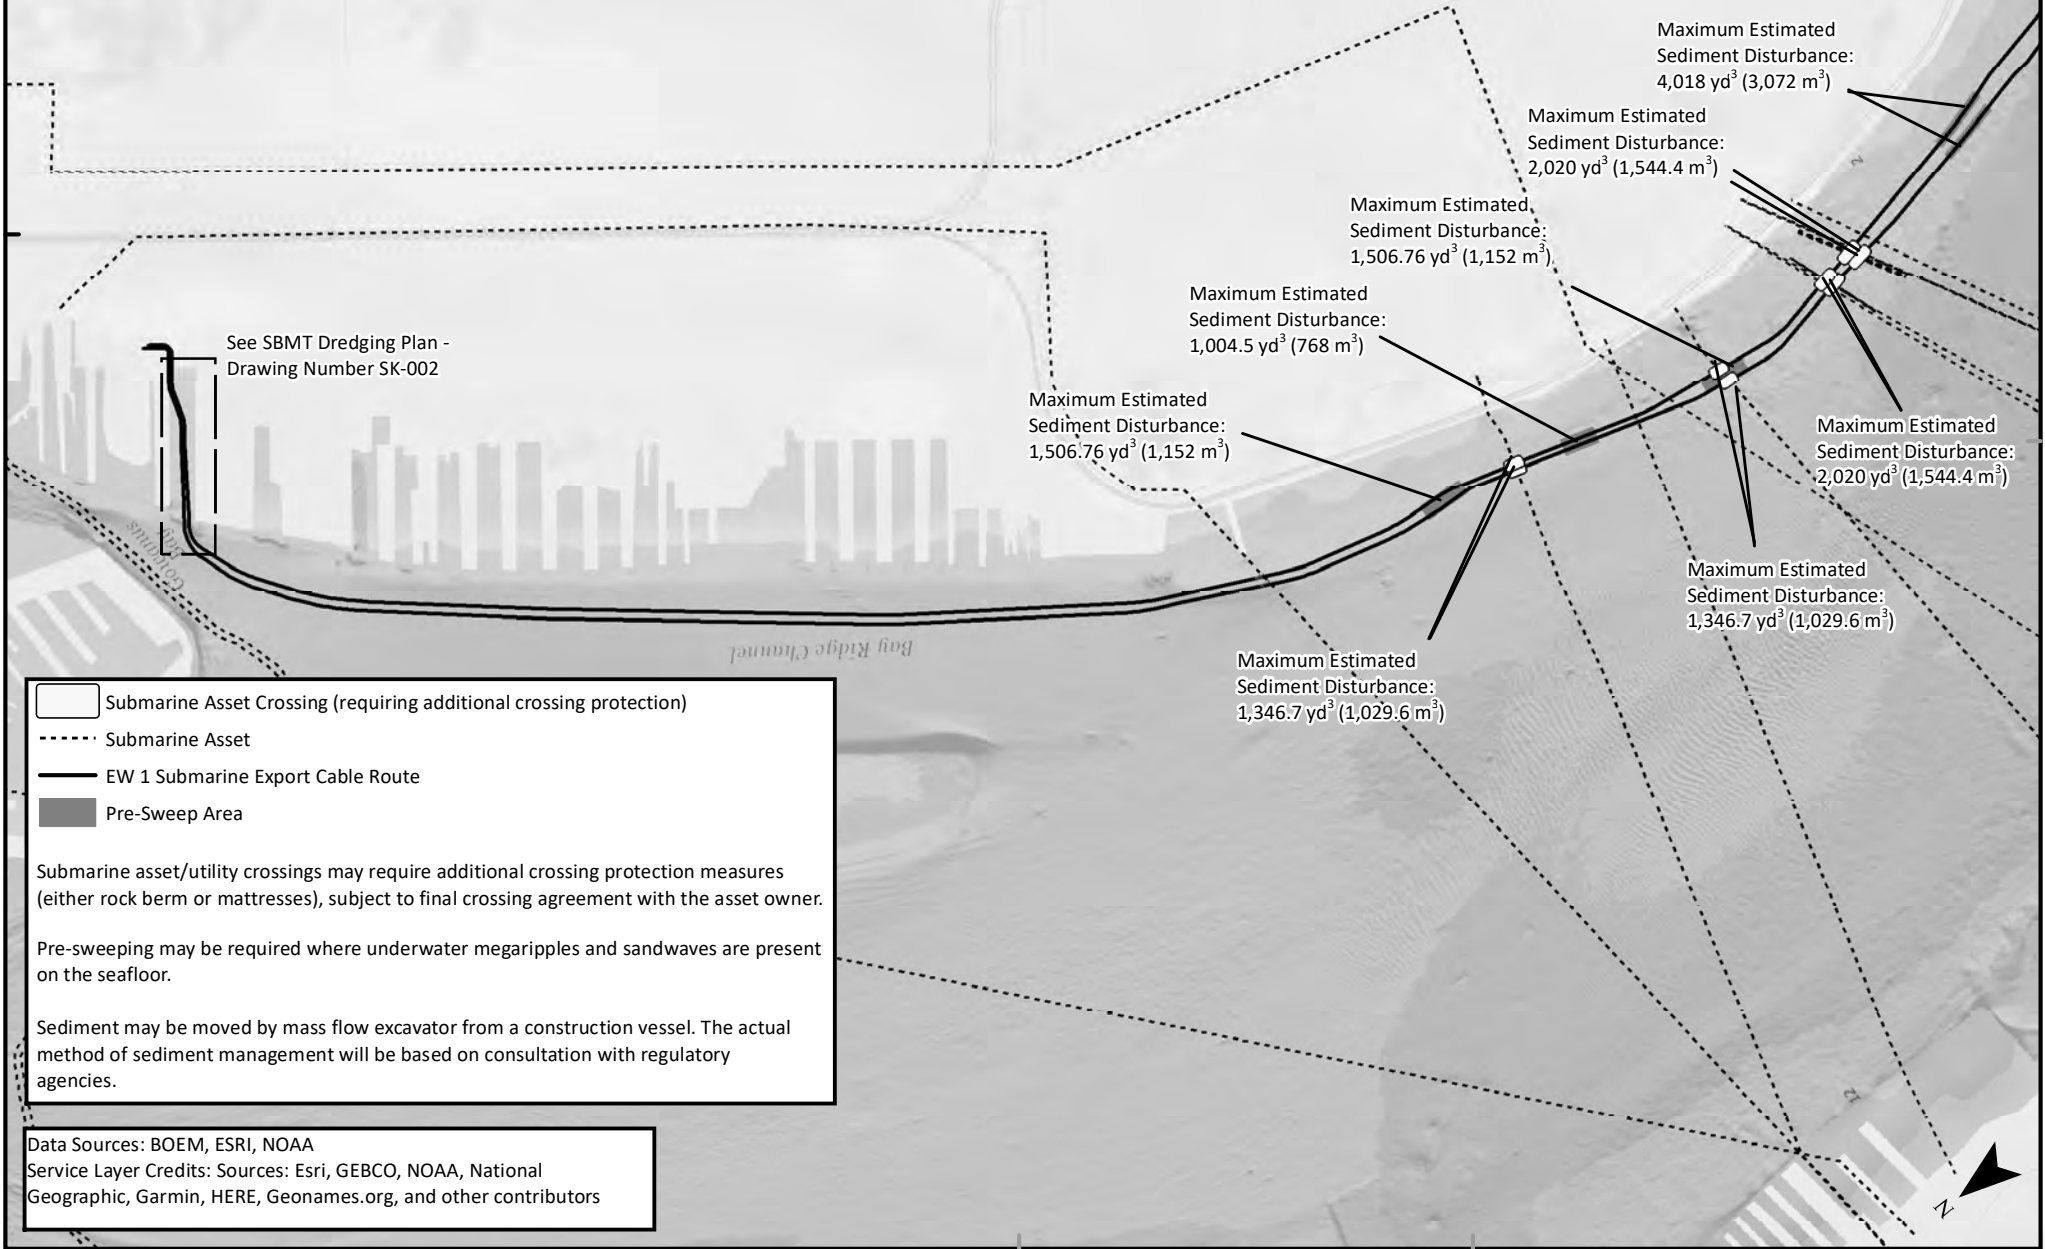 Maximum Estimated
Sediment Disturbance:
4,018 yd³ (3,072 m³)
Maximum Estimated
Sediment Disturbance:
2,020 yd³ (1,544.4 m³)
Maximum Estimated
Sediment Disturbance:
1,506.76 yd³ (1,152 m³)
Maximum Estimated
Sediment Disturbance:
1,004.5 yd³ (768 m³)
Maximum Estimated
Sediment Disturbance:
1,506.76 yd³ (1,152 m³)
See SBMT Dredging Plan -
Drawing Number SK-002
Maximum Estimated
Sediment Disturbance:
2,020 yd³ (1,544.4 m³)
Maximum Estimated
Sediment Disturbance:
1,346.7 yd³ (1,029.6 m³)
Maximum Estimated
Sediment Disturbance:
1,346.7 yd³ (1,029.6 m³)
Gowanus
Bay
Bay Ridge Channel
2
12
Submarine Asset Crossing (requiring additional crossing protection)
Submarine Asset
EW 1 Submarine Export Cable Route
Pre-Sweep Area
Submarine asset/utility crossings may require additional crossing protection measures
(either rock berm or mattresses), subject to final crossing agreement with the asset owner.
Pre-sweeping may be required where underwater megaripples and sandwaves are present
on the seafloor.
Sediment may be moved by mass flow excavator from a construction vessel. The actual
method of sediment management will be based on consultation with regulatory
agencies.
Data Sources: BOEM, ESRI, NOAA
Service Layer Credits: Sources: Esri, GEBCO, NOAA, National
Geographic, Garmin, HERE, Geonames.org, and other contributors
N